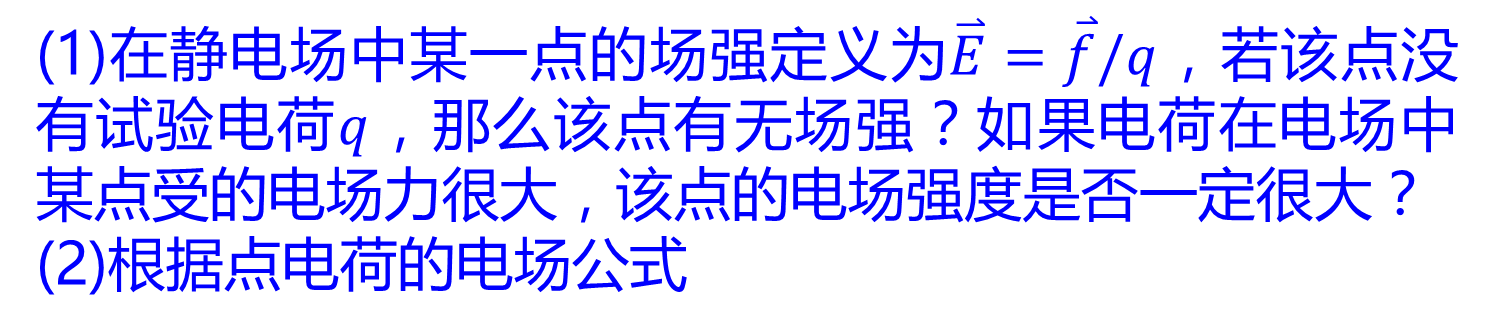 (1)在静电场中某一点的场强定义为$\vec{E} = \vec{f}/q$，若该点没
有试验电荷$q$，那么该点有无场强？如果电荷在电场中
某点受的电场力很大，该点的电场强度是否一定很大？
(2)根据点电荷的电场公式